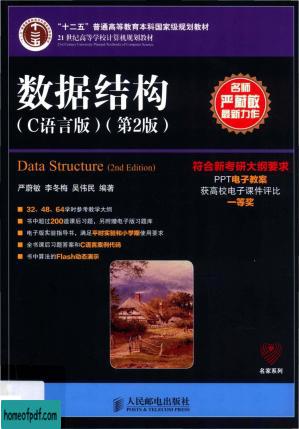 “十二五”普通高等教育本科国家级规划教材
21世纪高等学校计算机规划教材
21st Century University Planned Textbooks of Computer Science
数据结构
(C语言版)(第2版)
名师
严蔚敏
最新力作
Data Structure (2nd Edition)
严蔚敏 李冬梅 吴伟民 编著
符合新考研大纲要求
PPT电子教案
获高校电子课件评比
一等奖
32、48、64学时参考教学大纲
书中超过200道课后习题，另附赠电子版习题库
电子版实验指导书，满足平时实验和小学期使用要求
全书课后习题答案和C语言案例代码
书中算法的Flash动态演示
名家系列
人民邮电出版社
homeofpdf.com